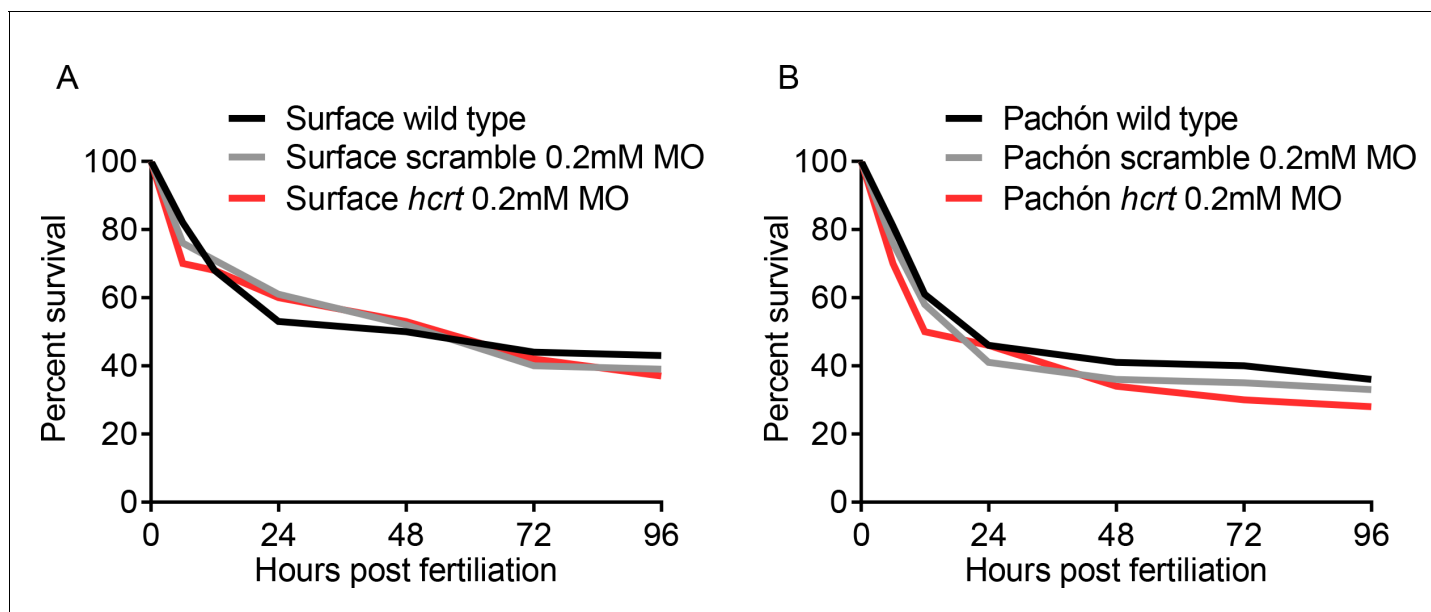 A
Surface wild type
Surface scramble 0.2mM MO
Surface hcrt 0.2mM MO
Percent survival
100
80
60
40
20
0
0 24 48 72 96
Hours post fertiliation
B
Pachón wild type
Pachón scramble 0.2mM MO
Pachón hcrt 0.2mM MO
Percent survival
100
80
60
40
20
0
0 24 48 72 96
Hours post fertiliation